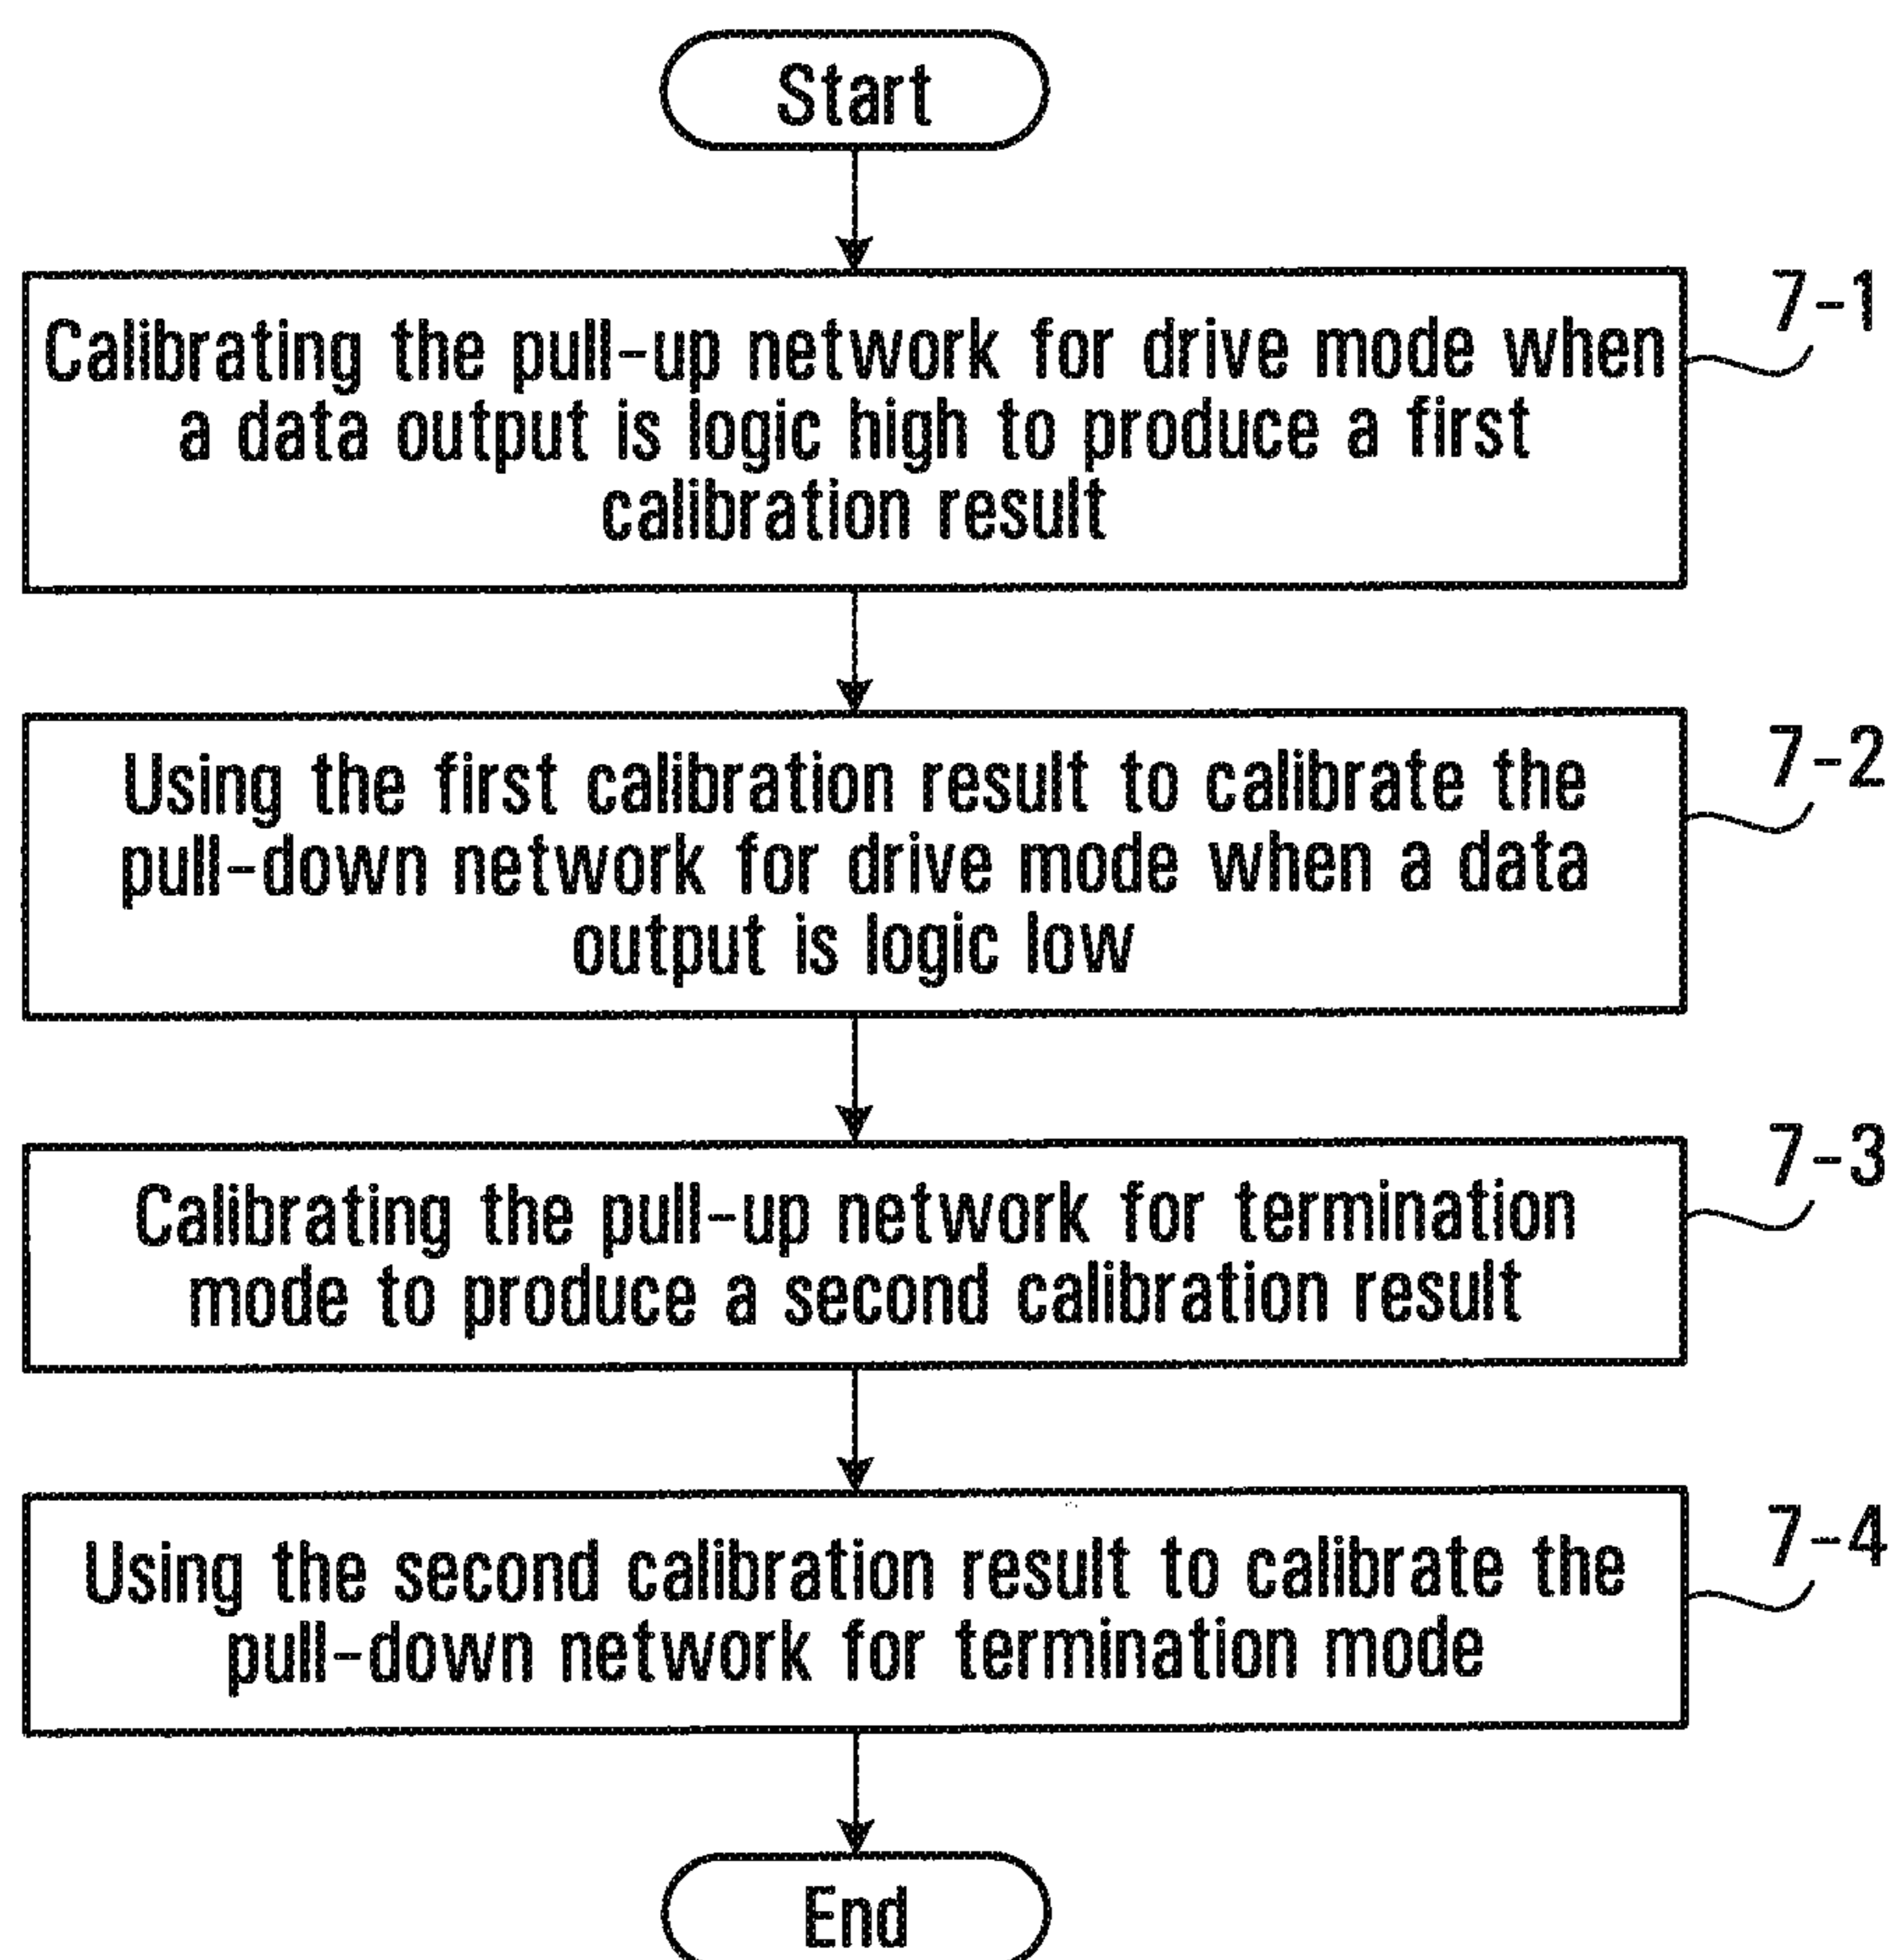 Start
7-1
Calibrating the pull-up network for drive mode when
a data output is logic high to produce a first
calibration result
7-2
Using the first calibration result to calibrate the
pull-down network for drive mode when a data
output is logic low
7-3
Calibrating the pull-up network for termination
mode to produce a second calibration result
7-4
Using the second calibration result to calibrate the
pull-down network for termination mode
End